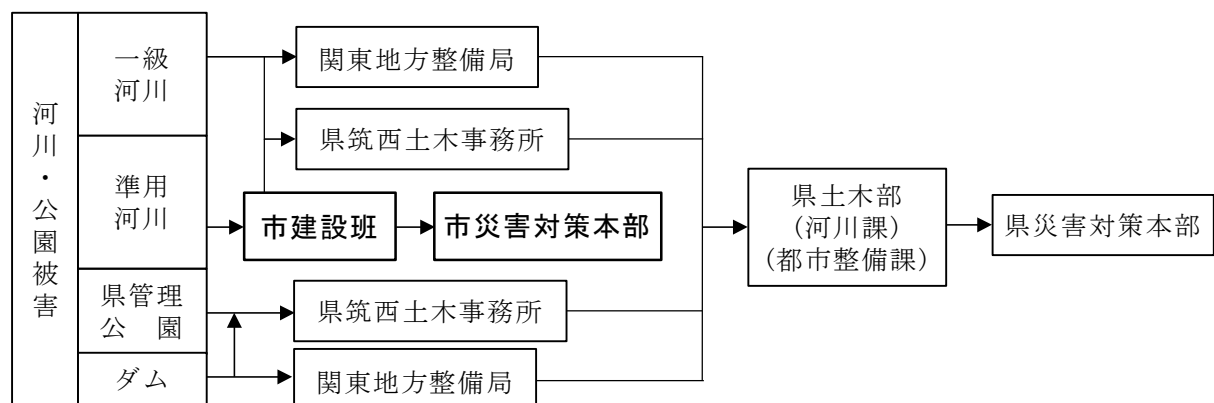 河川・公園被害
一級
河川
準用
河川
県管理
公　園
ダム
関東地方整備局
県筑西土木事務所
市建設班
市災害対策本部
県筑西土木事務所
関東地方整備局
県土木部
(河川課)
(都市整備課)
県災害対策本部